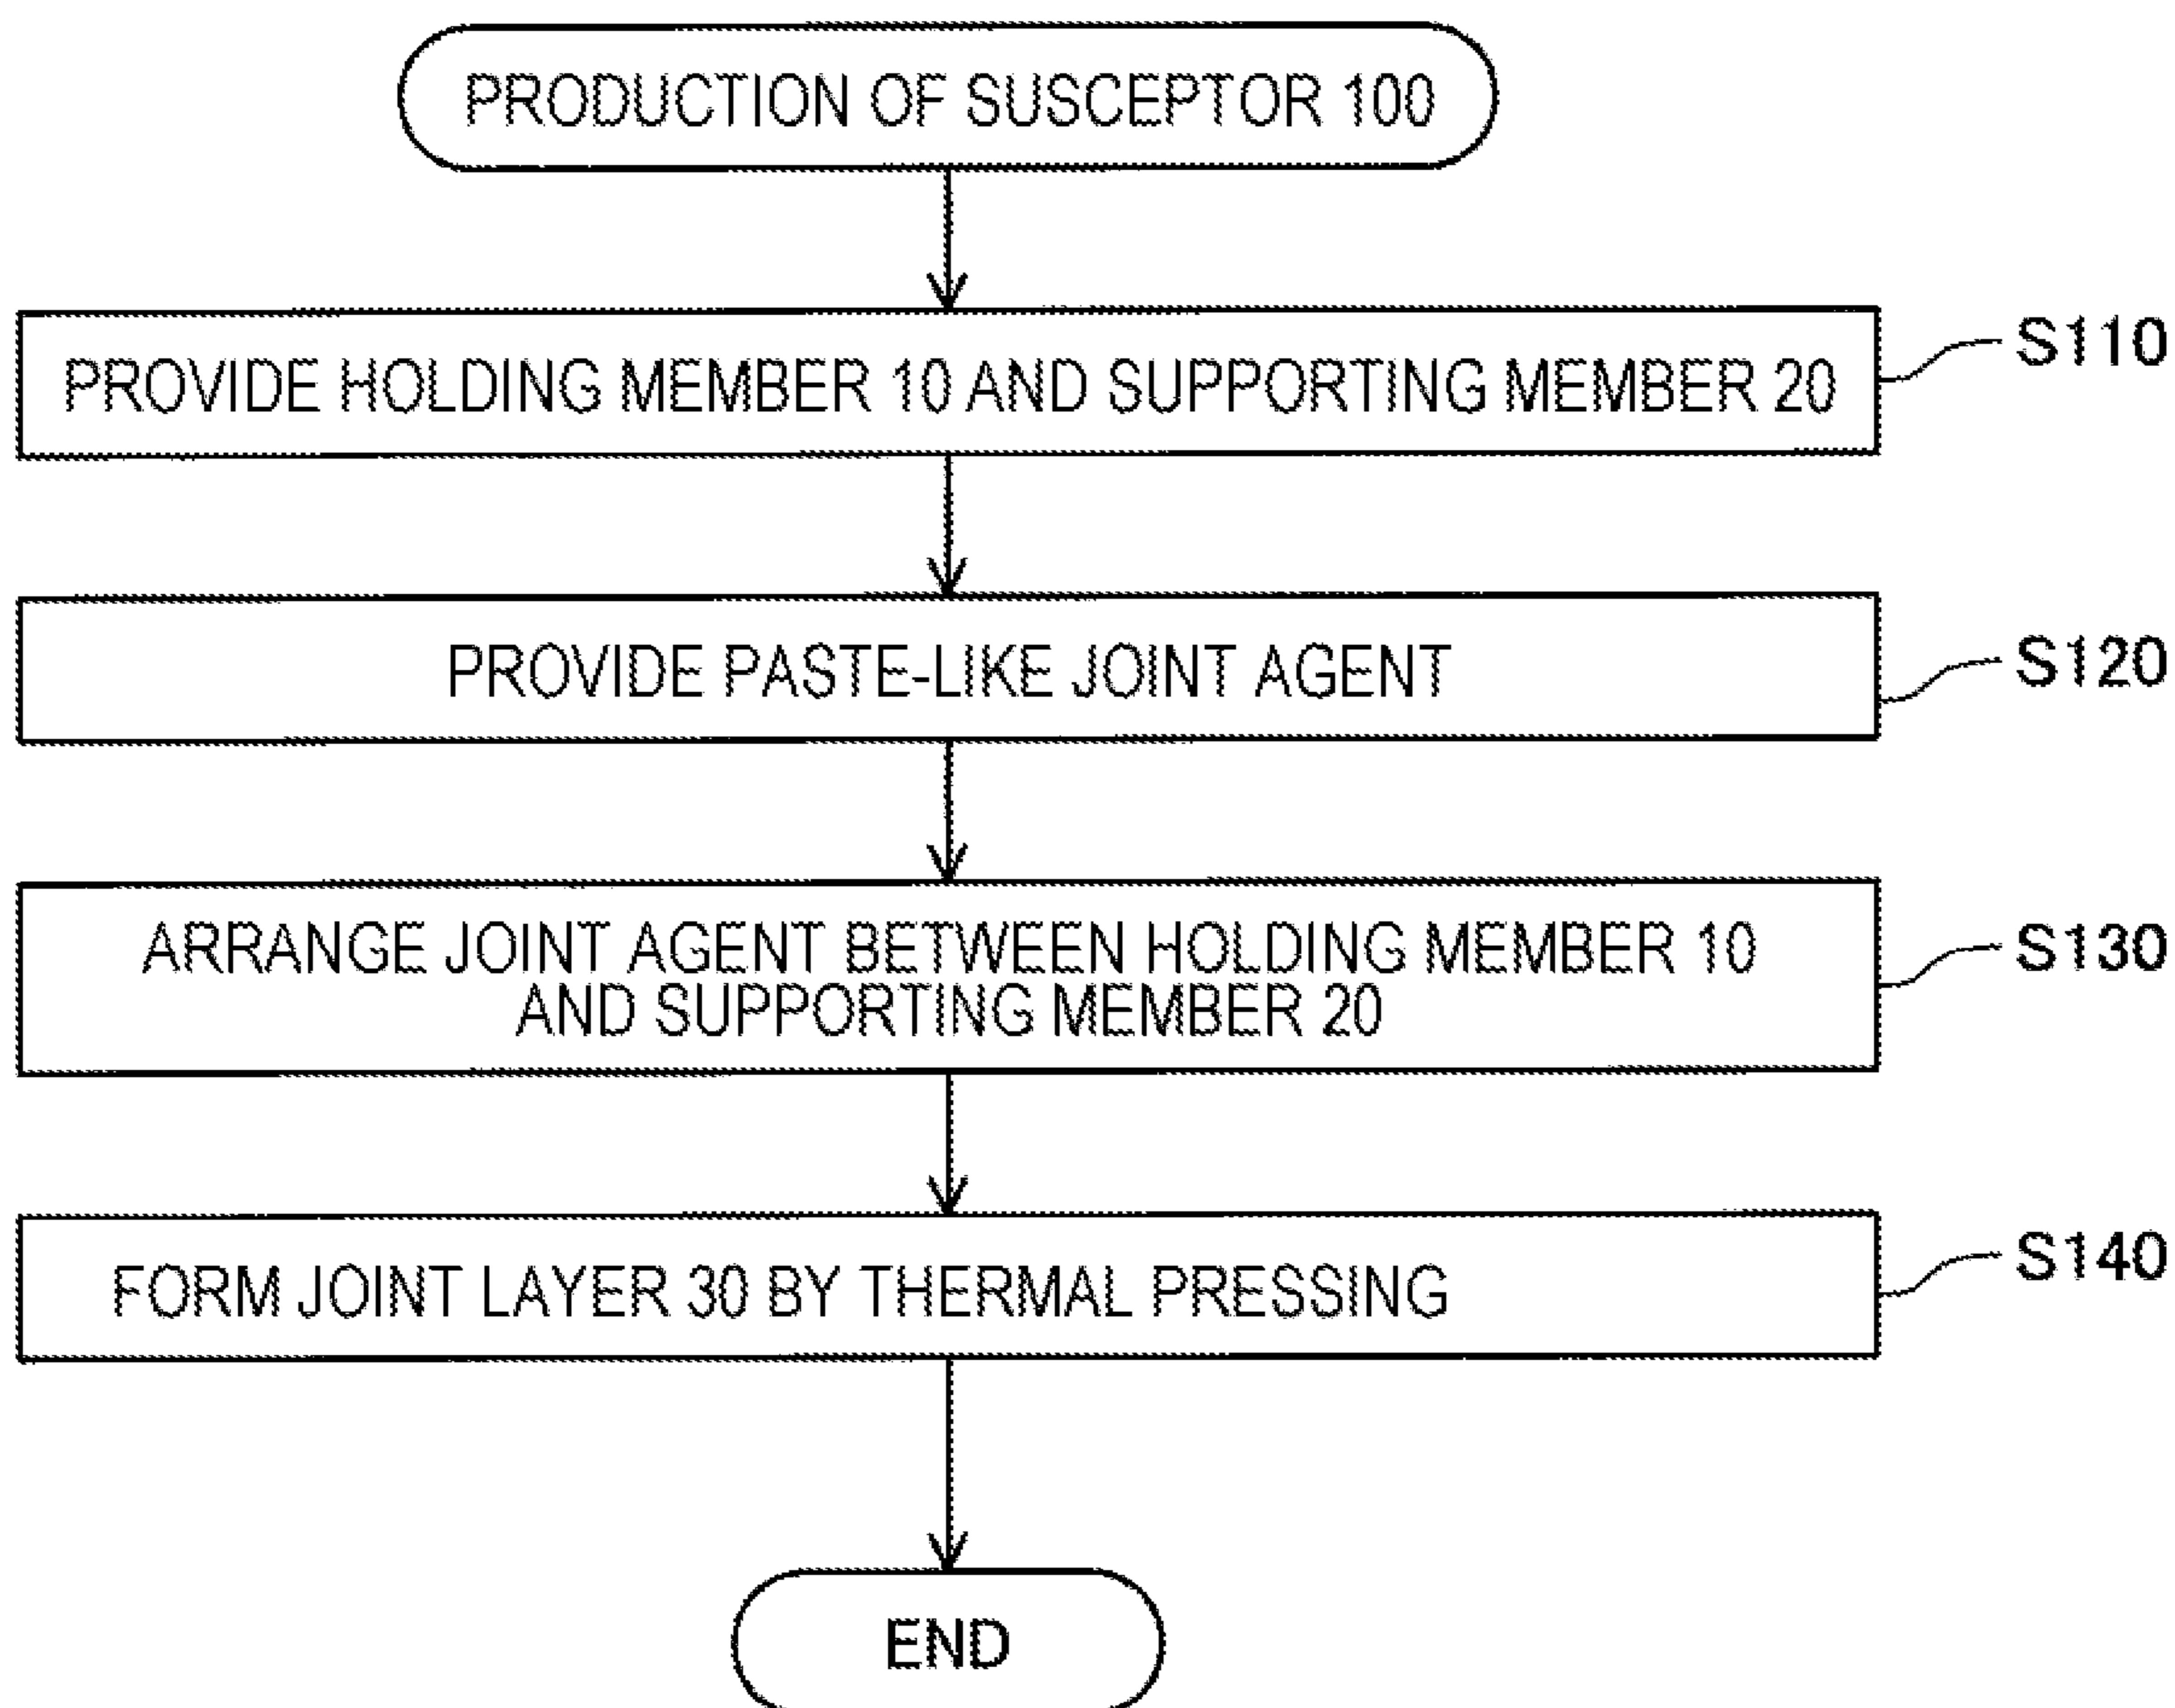 PRODUCTION OF SUSCEPTOR 100
PROVIDE HOLDING MEMBER 10 AND SUPPORTING MEMBER 20
S110
PROVIDE PASTE-LIKE JOINT AGENT
S120
ARRANGE JOINT AGENT BETWEEN HOLDING MEMBER 10
AND SUPPORTING MEMBER 20
S130
FORM JOINT LAYER 30 BY THERMAL PRESSING
S140
END